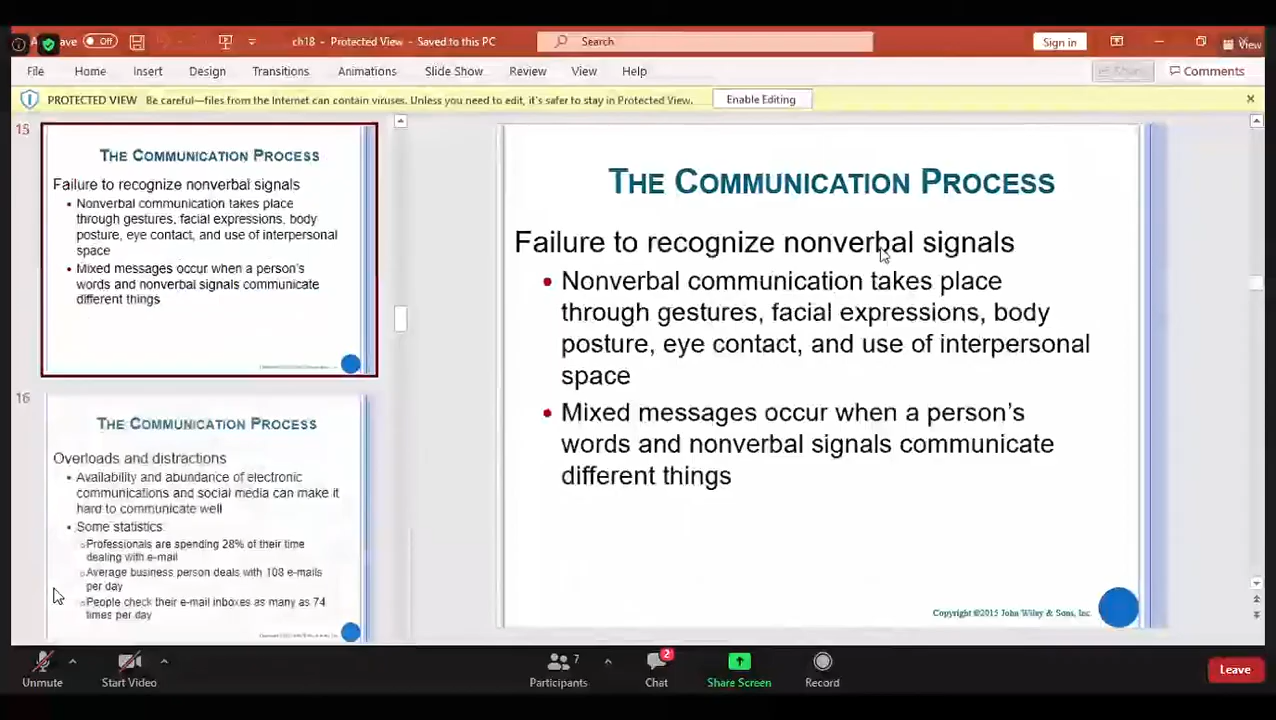 Off
ch18 - Protected View - Saved to this PC
Search
Sign in
View
File
Home
Insert
Design
Transitions
Animations
Slide Show
Review
View
Help
Comments
PROTECTED VIEW Be careful—files from the Internet can contain viruses. Unless you need to edit, it's safer to stay in Protected View.
Enable Editing
15
THE COMMUNICATION PROCESS
Failure to recognize nonverbal signals
• Nonverbal communication takes place
through gestures, facial expressions, body
posture, eye contact, and use of interpersonal
space
• Mixed messages occur when a person's
words and nonverbal signals communicate
different things
16
THE COMMUNICATION PROCESS
Overloads and distractions
• Availability and abundance of electronic
communications and social media can make it
hard to communicate well
• Some statistics
Professionals are spending 28% of their time
dealing with e-mail
Average business person deals with 108 e-mails
per day
People check their e-mail inboxes as many as 74
times per day
THE COMMUNICATION PROCESS
Failure to recognize nonverbal signals
• Nonverbal communication takes place
through gestures, facial expressions, body
posture, eye contact, and use of interpersonal
space
• Mixed messages occur when a person's
words and nonverbal signals communicate
different things
Copyright ©2015 John Wiley & Sons, Inc.
Unmute
Start Video
7
Participants
2
Chat
Share Screen
Record
Leave